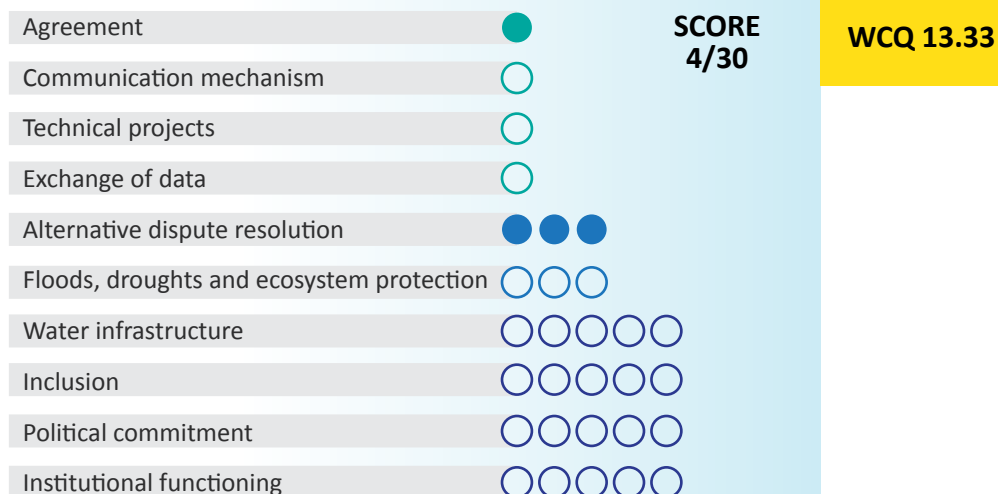 Agreement
SCORE
4/30
WCQ 13.33
Communication mechanism
Technical projects
Exchange of data
Alternative dispute resolution
Floods, droughts and ecosystem protection
Water infrastructure
Inclusion
Political commitment
Institutional functioning